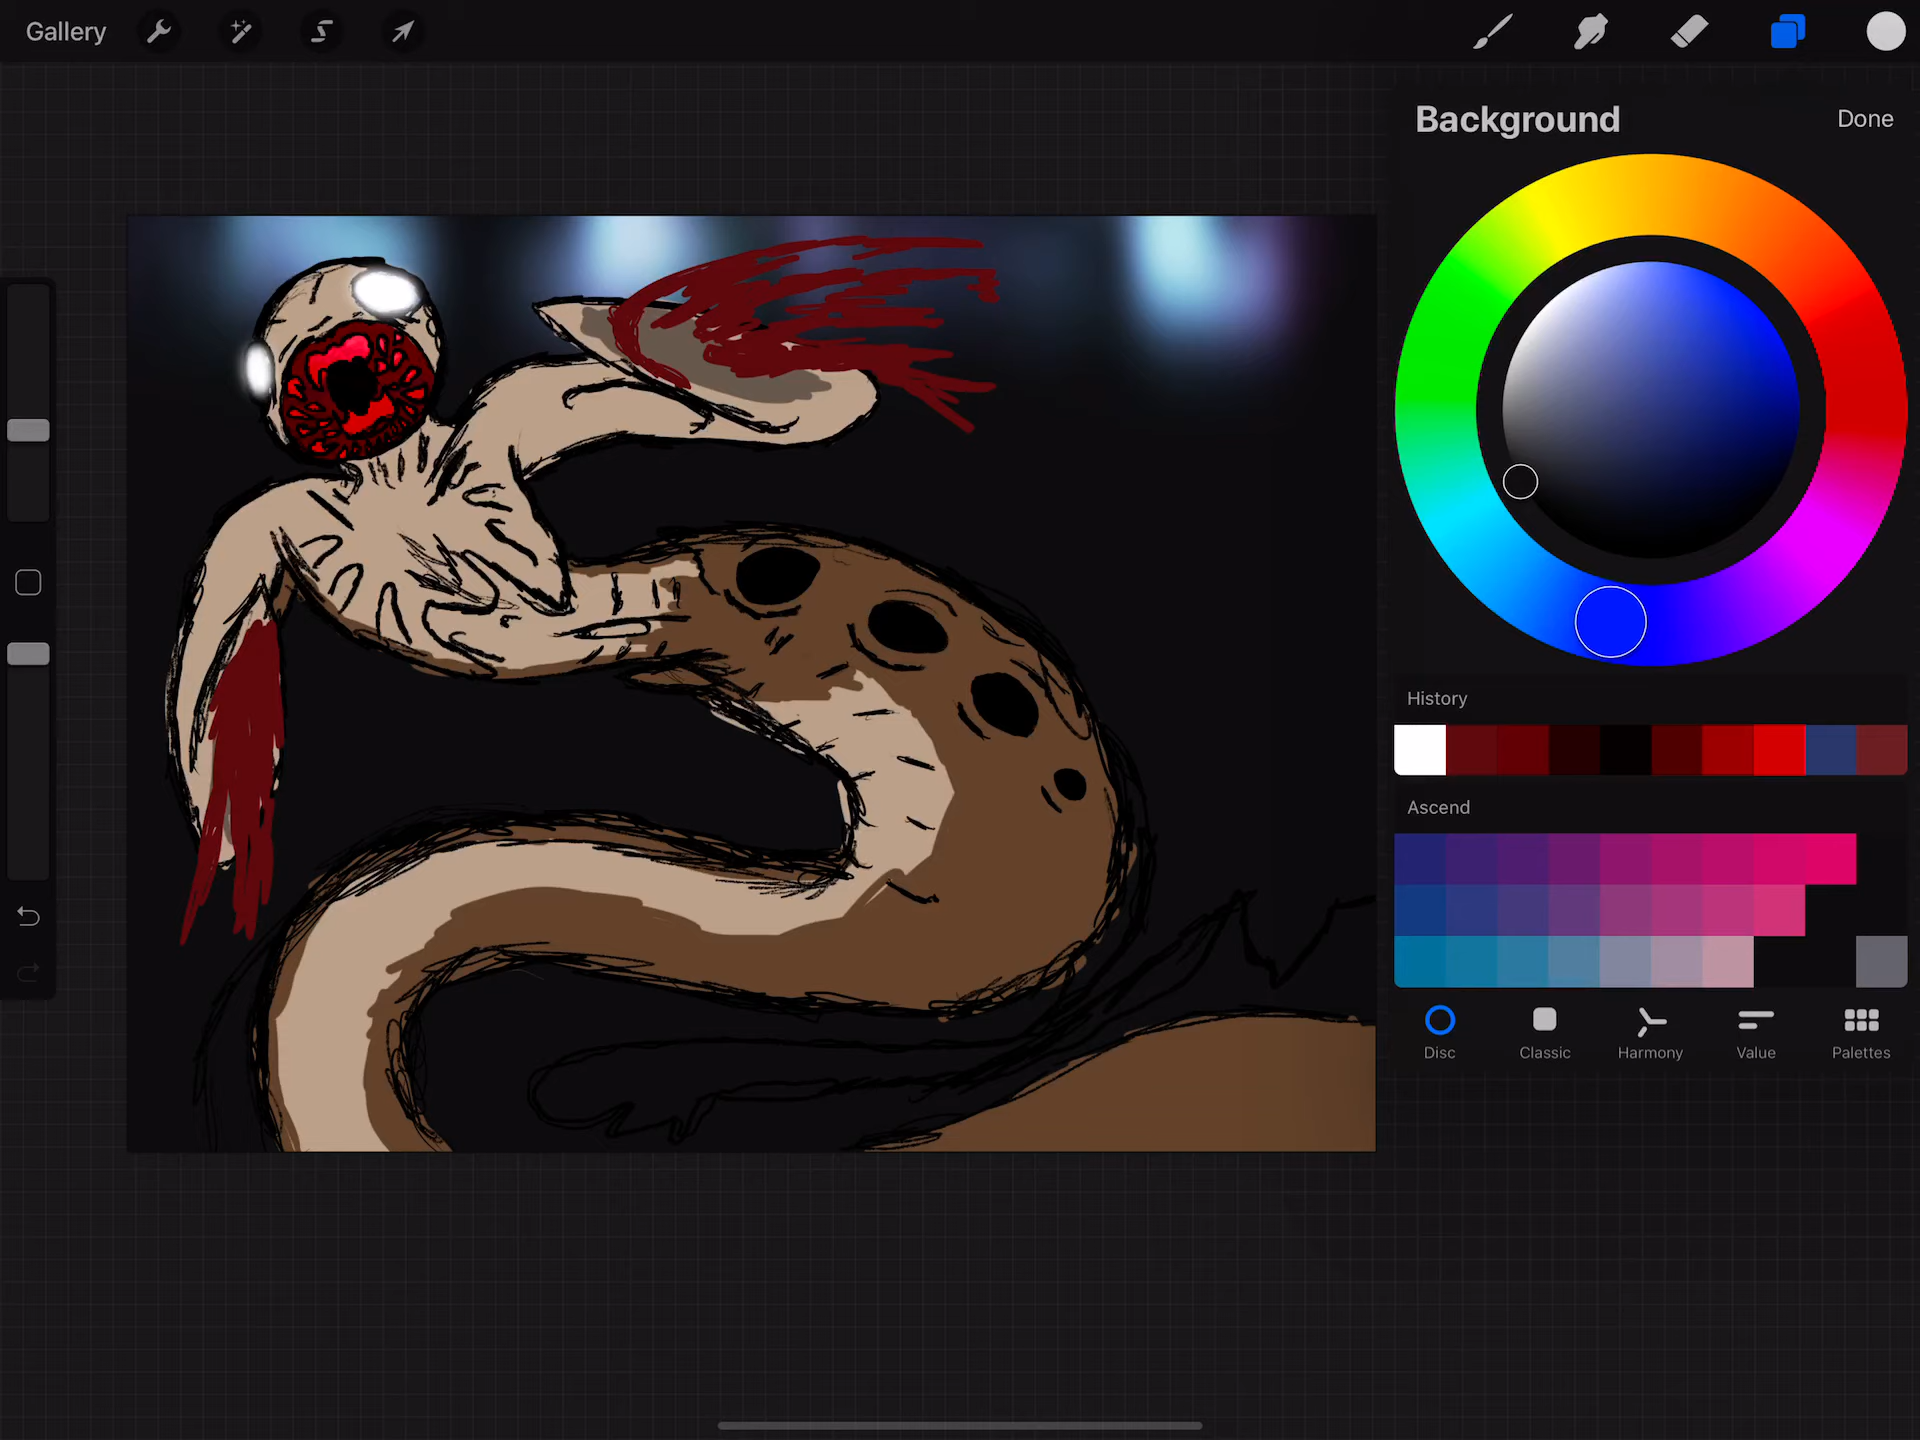 Gallery
Background
Done
History
Ascend
Disc
Classic
Harmony
Value
Palettes